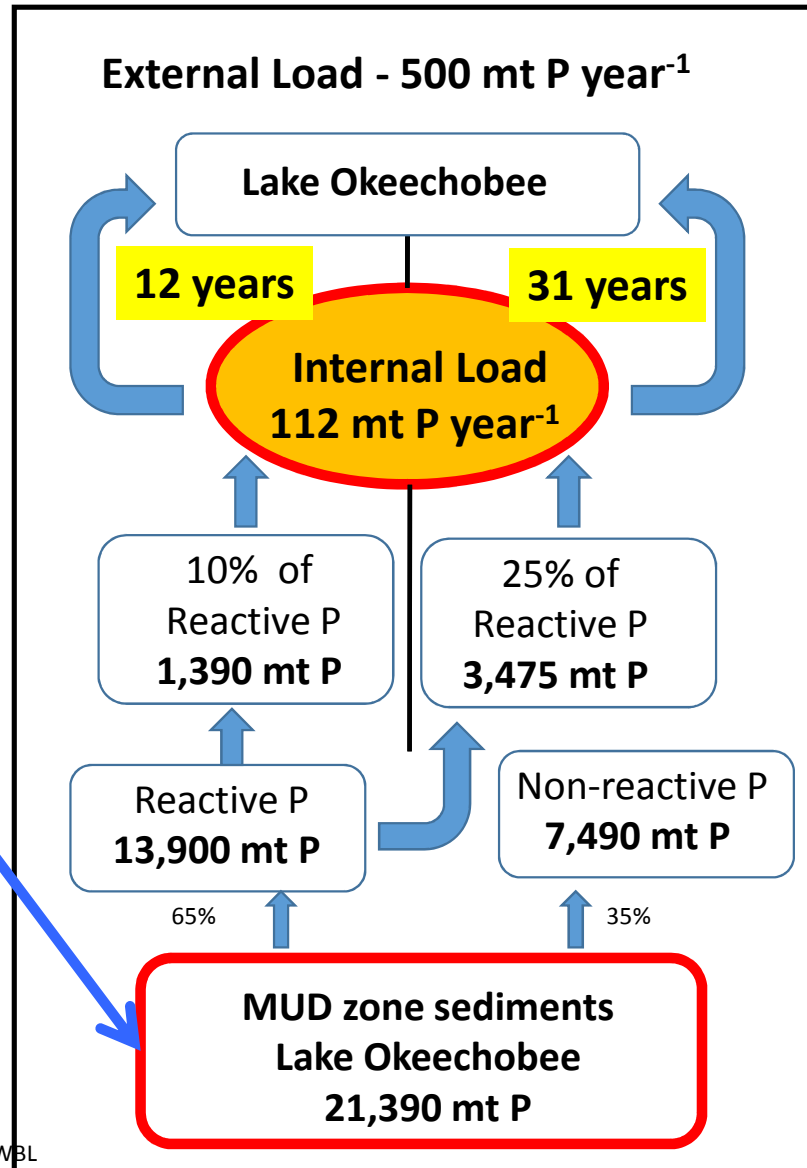 External Load - 500 mt P year⁻¹
Lake Okeechobee
12 years
31 years
Internal Load
112 mt P year⁻¹
10% of
Reactive P
1,390 mt P
25% of
Reactive P
3,475 mt P
Reactive P
13,900 mt P
Non-reactive P
7,490 mt P
65%
35%
MUD zone sediments
Lake Okeechobee
21,390 mt P
WBL